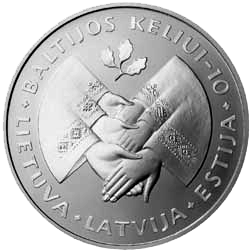 BALTIJOS KELIUI-10
LIETUVA • LATVIJA • ESTIJA